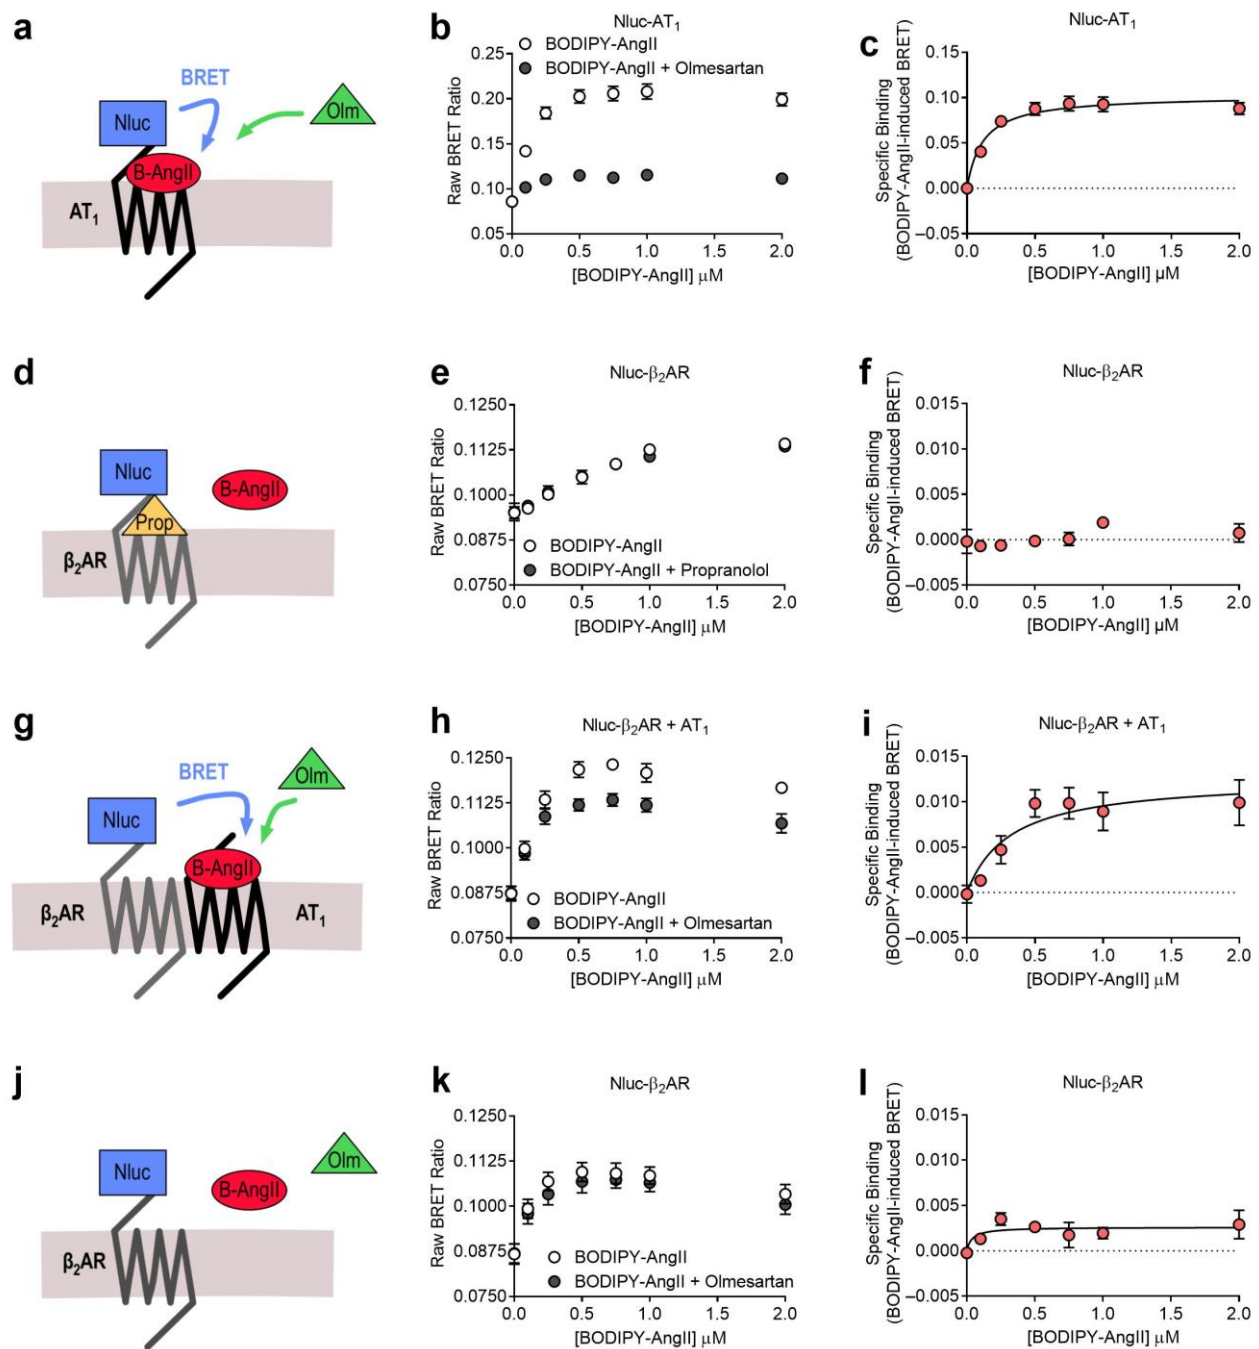 a
Nluc
BRET
Olm
B-AngII
AT1
b
Nluc-AT1
BODIPY-AngII
BODIPY-AngII + Olmesartan
Raw BRET Ratio
0.25
0.20
0.15
0.10
0.05
0.0 0.5 1.0 1.5 2.0
[BODIPY-AngII] μM
c
Nluc-AT1
Specific Binding
(BODIPY-AngII-induced BRET)
0.15
0.10
0.05
0.00
–0.05
0.0 0.5 1.0 1.5 2.0
[BODIPY-AngII] µM
d
Nluc
B-AngII
Prop
β2AR
e
Nluc-β2AR
Raw BRET Ratio
0.1250
0.1125
0.1000
0.0875
0.0750
BODIPY-AngII
BODIPY-AngII + Propranolol
0.0 0.5 1.0 1.5 2.0
[BODIPY-AngII] μM
f
Nluc-β2AR
Specific Binding
(BODIPY-AngII-induced BRET)
0.015
0.010
0.005
0.000
–0.005
0.0 0.5 1.0 1.5 2.0
[BODIPY-AngII] µM
g
BRET
Olm
Nluc
B-AngII
β2AR
AT1
h
Nluc-β2AR + AT1
Raw BRET Ratio
0.1250
0.1125
0.1000
0.0875
0.0750
BODIPY-AngII
BODIPY-AngII + Olmesartan
0.0 0.5 1.0 1.5 2.0
[BODIPY-AngII] μM
i
Nluc-β2AR + AT1
Specific Binding
(BODIPY-AngII-induced BRET)
0.015
0.010
0.005
0.000
–0.005
0.0 0.5 1.0 1.5 2.0
[BODIPY-AngII] µM
j
Nluc
B-AngII
Olm
β2AR
k
Nluc-β2AR
Raw BRET Ratio
0.1250
0.1125
0.1000
0.0875
0.0750
BODIPY-AngII
BODIPY-AngII + Olmesartan
0.0 0.5 1.0 1.5 2.0
[BODIPY-AngII] μM
l
Nluc-β2AR
Specific Binding
(BODIPY-AngII-induced BRET)
0.015
0.010
0.005
0.000
–0.005
0.0 0.5 1.0 1.5 2.0
[BODIPY-AngII] µM